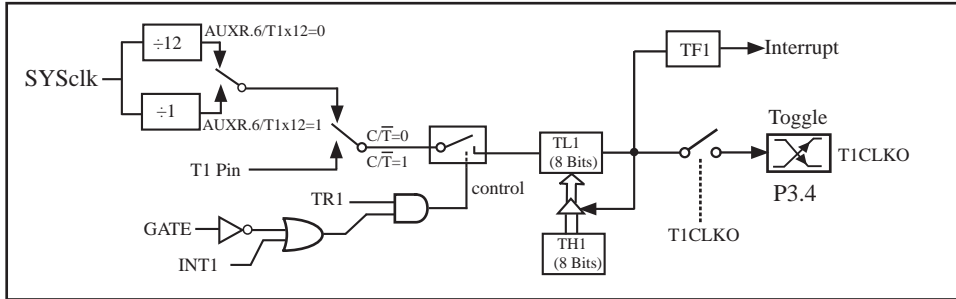 AUXR.6/T1x12=0
÷12
SYSclk
÷1
AUXR.6/T1x12=1
T1 Pin
C/T̅=0
C/T̅=1
TR1
GATE
INT1
control
TL1
(8 Bits)
TH1
(8 Bits)
TF1
Interrupt
Toggle
T1CLKO
P3.4
T1CLKO